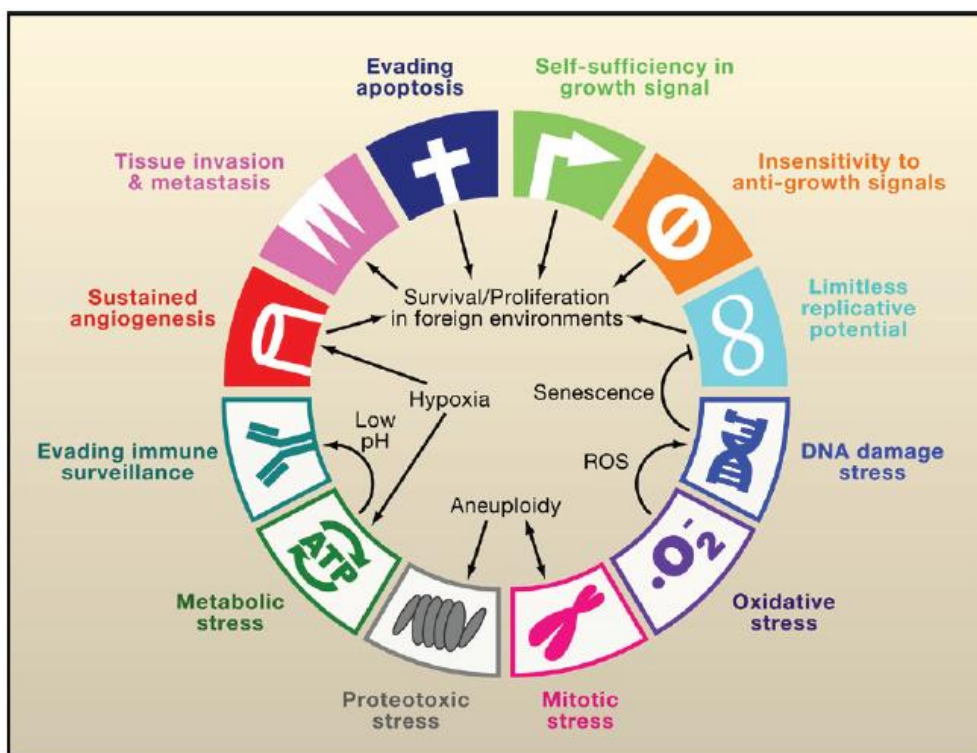 Evading
apoptosis
Self-sufficiency in
growth signal
Tissue invasion
& metastasis
Insensitivity to
anti-growth signals
Sustained
angiogenesis
Survival/Proliferation
in foreign environments
Limitless
replicative
potential
Hypoxia
Senescence
Low
pH
Evading immune
surveillance
ROS
DNA damage
stress
Aneuploidy
ATP
·O₂⁻
Metabolic
stress
Oxidative
stress
Proteotoxic
stress
Mitotic
stress